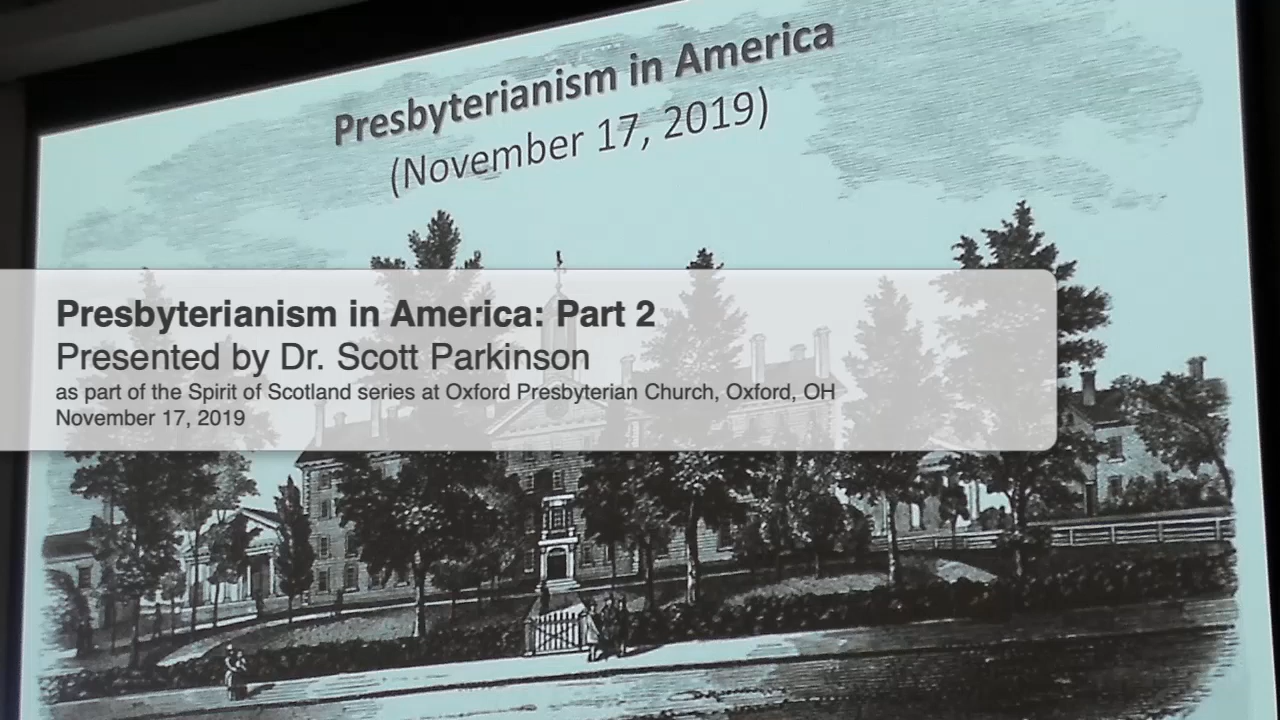 Presbyterianism in America
(November 17, 2019)
Presbyterianism in America: Part 2
Presented by Dr. Scott Parkinson
as part of the Spirit of Scotland series at Oxford Presbyterian Church, Oxford, OH
November 17, 2019